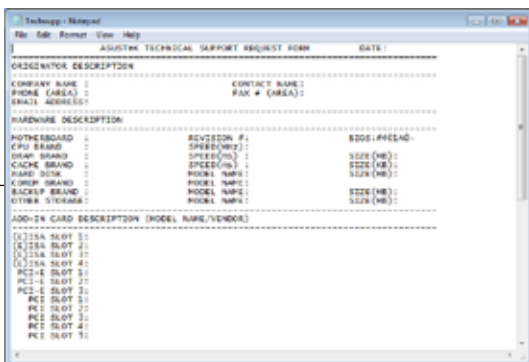 Techsupp - Notepad
File Edit Format View Help
ASUSTEK TECHNICAL SUPPORT REQUEST FORM DATE:
ORIGINATOR DESCRIPTION
COMPANY NAME : CONTACT NAME:
PHONE (AREA) : FAX # (AREA):
EMAIL ADDRESS:
HARDWARE DESCRIPTION
MOTHERBOARD : REVISION #: BIOS:
CPU BRAND : SPEED(MHz):
DRAM BRAND : SPEED(ns) : SIZE(MB):
CACHE BRAND : SPEED(ns) : SIZE(KB):
HARD DISK : MODEL NAME: SIZE(MB):
CDROM BRAND : MODEL NAME:
BACKUP BRAND : MODEL NAME: SIZE(MB):
OTHER STORAGE: MODEL NAME: SIZE(MB):
ADD-IN CARD DESCRIPTION (MODEL NAME/VENDOR)
(E)ISA SLOT 1:
(E)ISA SLOT 2:
(E)ISA SLOT 3:
(E)ISA SLOT 4:
PCI-E SLOT 1:
PCI-E SLOT 2:
PCI-E SLOT 3:
PCI SLOT 1:
PCI SLOT 2:
PCI SLOT 3:
PCI SLOT 4:
PCI SLOT 5: